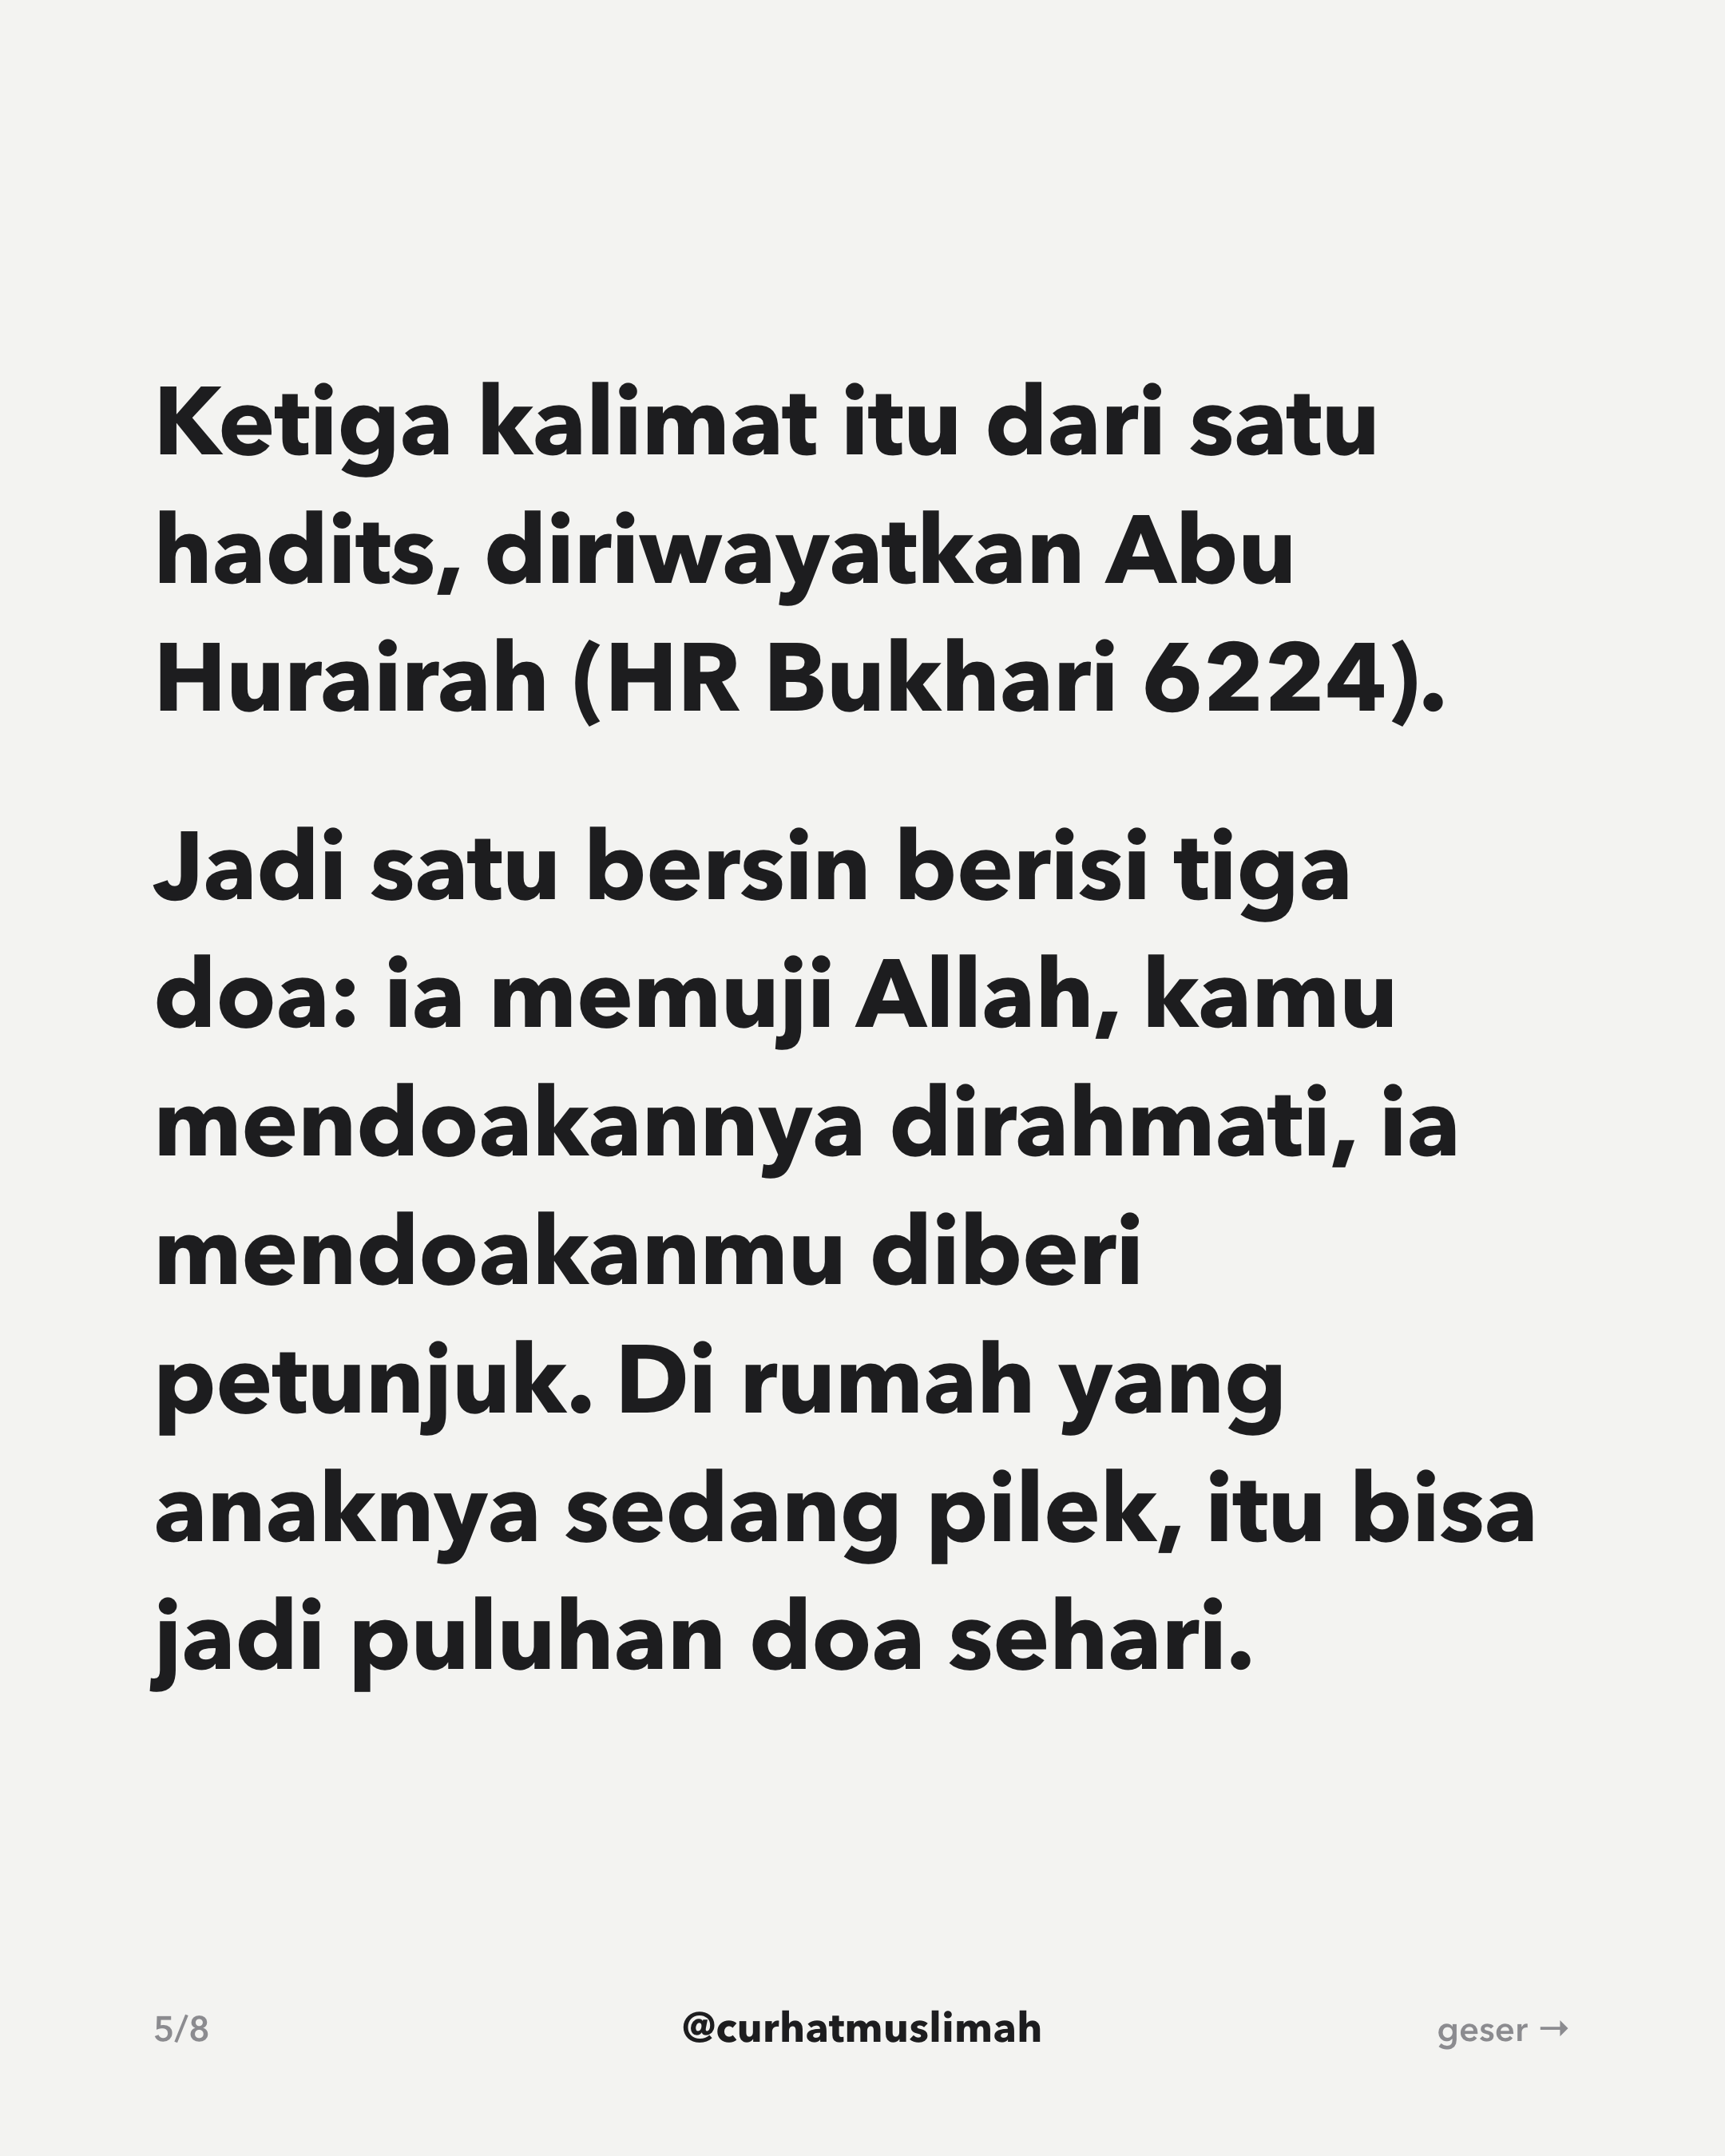 Ketiga kalimat itu dari satu
hadits, diriwayatkan Abu
Hurairah (HR Bukhari 6224).
Jadi satu bersin berisi tiga
doa: ia memuji Allah, kamu
mendoakannya dirahmati, ia
mendoakanmu diberi
petunjuk. Di rumah yang
anaknya sedang pilek, itu bisa
jadi puluhan doa sehari.
5/8
@curhatmuslimah
geser →